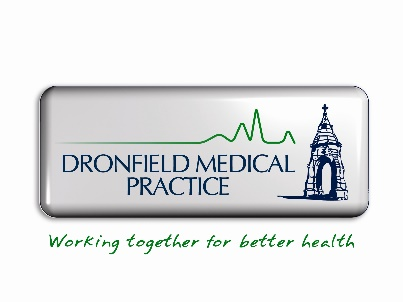 DRONFIELD MEDICAL
PRACTICE
Working together for better health